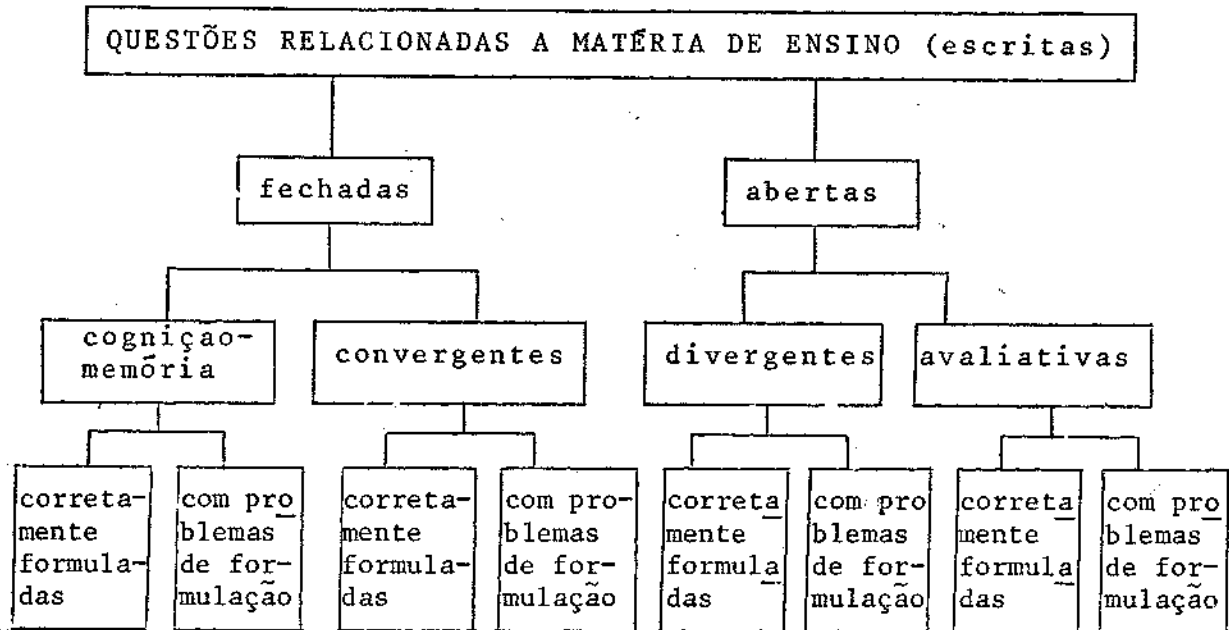 QUESTÕES RELACIONADAS A MATÉRIA DE ENSINO (escritas)
fechadas
abertas
cogniçao-
memória
convergentes
divergentes
avaliativas
correta-
mente
formula-
das
com pro
blemas
de for-
mulação
correta-
mente
formula-
das
com pro-
blemas
de for-
mulação
correta
mente
formula
das
com pro
blemas
de for-
mulação
correta
mente
formula
das
com pro
blemas
de for-
mulação